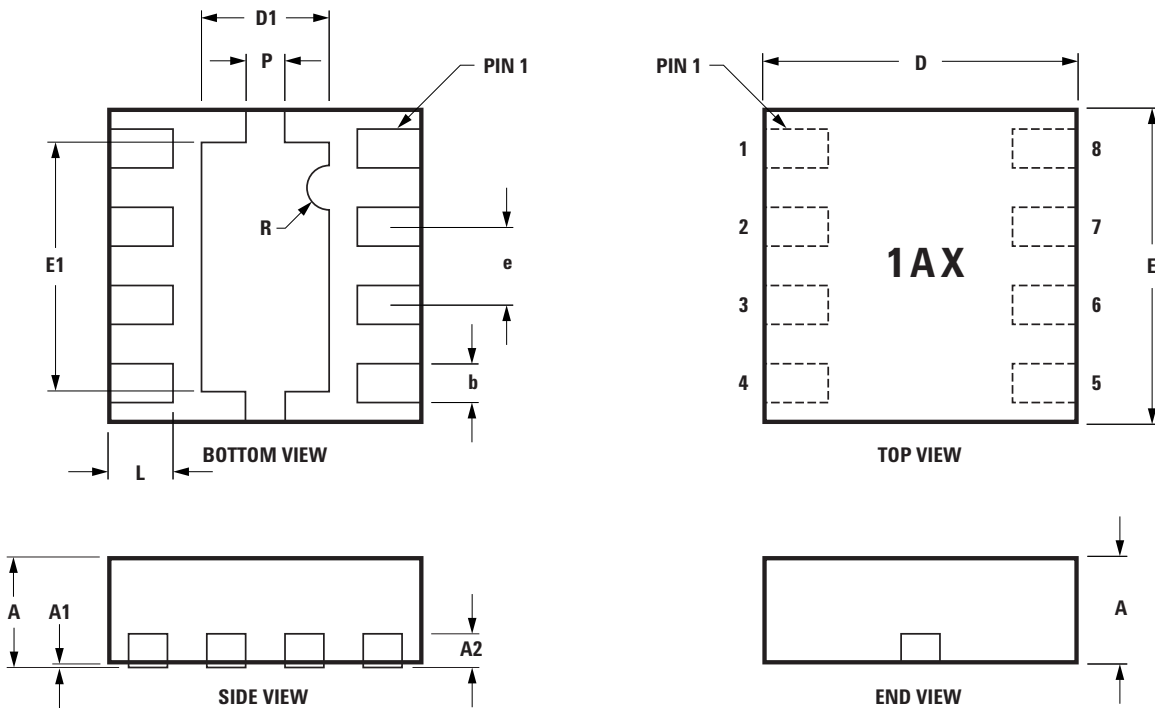 D1
P
PIN 1
E1
R
e
b
L
BOTTOM VIEW
PIN 1
D
1
2
3
4
8
7
6
5
1AX
E
TOP VIEW
A
A1
A2
SIDE VIEW
A
END VIEW